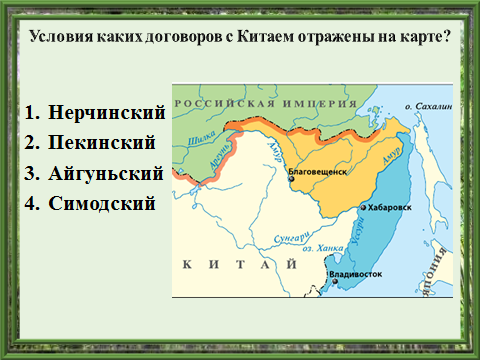 Условия каких договоров с Китаем отражены на карте?
1. Нерчинский
2. Пекинский
3. Айгуньский
4. Симодский
РОССИЙСКАЯ ИМПЕРИЯ
о. Сахалин
Шилка
Аргунь
Амур
Амур
Благовещенск
Хабаровск
Сунгари
Уссури
оз. Ханка
КИТАЙ
Владивосток
ЯПОНИЯ